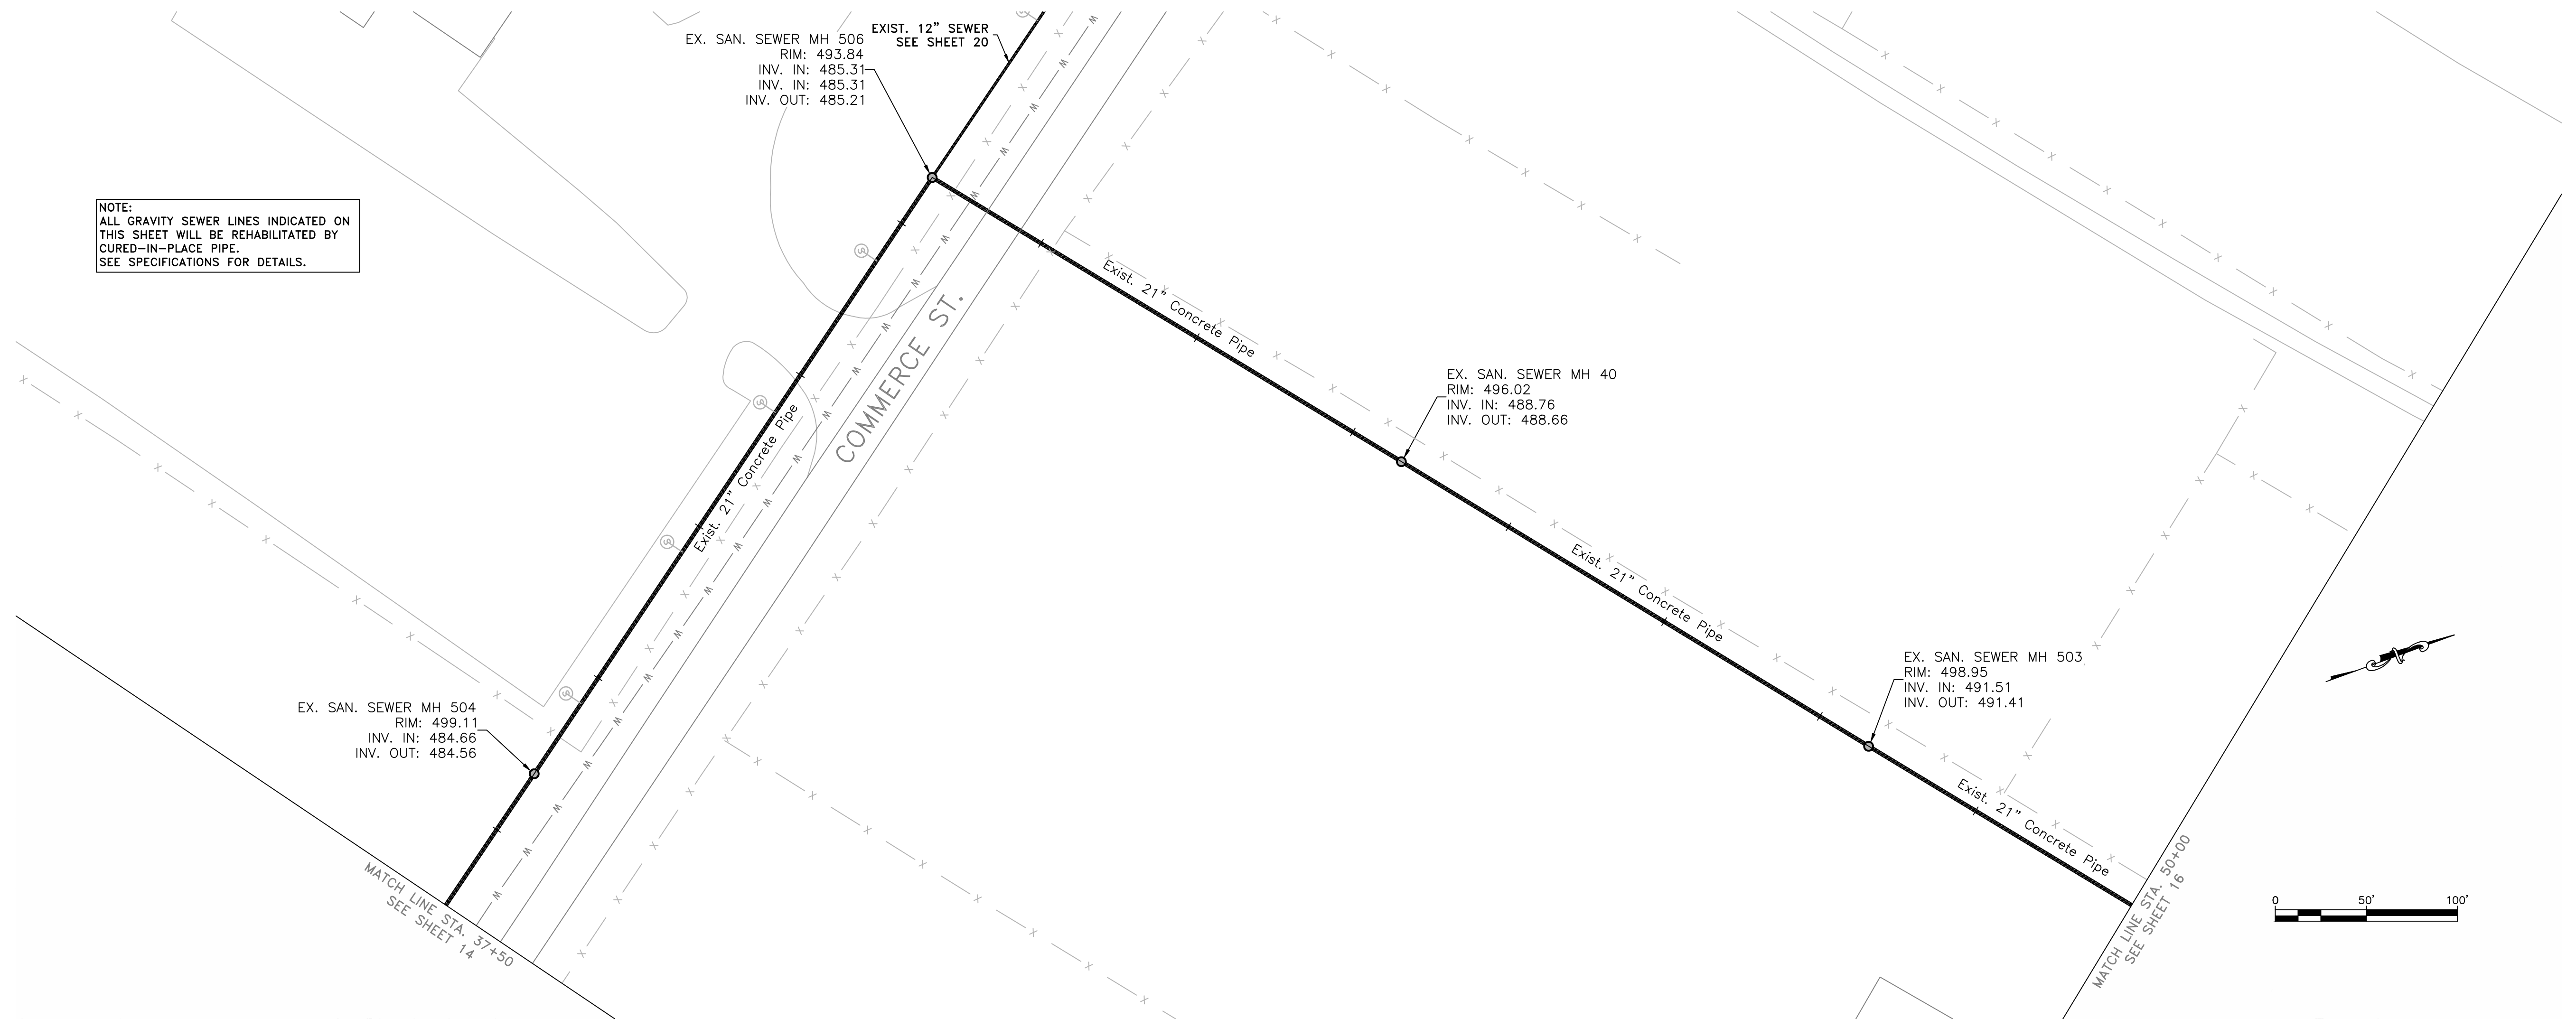 EXIST. 12” SEWER
SEE SHEET 20
EX. SAN. SEWER MH 506
RIM: 493.84
INV. IN: 485.31
INV. IN: 485.31
INV. OUT: 485.21
NOTE:
ALL GRAVITY SEWER LINES INDICATED ON
THIS SHEET WILL BE REHABILITATED BY
CURED-IN-PLACE PIPE.
SEE SPECIFICATIONS FOR DETAILS.
Exist. 21” Concrete Pipe
COMMERCE ST.
Exist. 21” Concrete Pipe
EX. SAN. SEWER MH 40
RIM: 496.02
INV. IN: 488.76
INV. OUT: 488.66
Exist. 21” Concrete Pipe
EX. SAN. SEWER MH 503
RIM: 498.95
INV. IN: 491.51
INV. OUT: 491.41
EX. SAN. SEWER MH 504
RIM: 499.11
INV. IN: 484.66
INV. OUT: 484.56
Exist. 21” Concrete Pipe
MATCH LINE STA. 37+50
SEE SHEET 14
MATCH LINE STA. 50+00
SEE SHEET 16
0 50' 100'